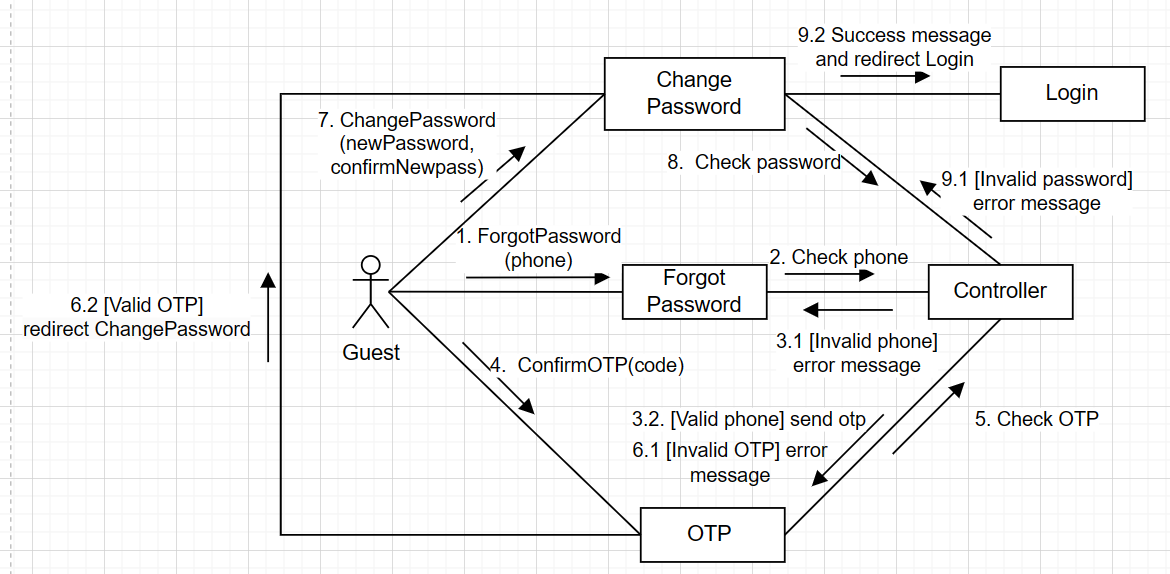 9.2 Success message
and redirect Login
Change
Password
Login
7. ChangePassword
(newPassword,
confirmNewpass)
8. Check password
9.1 [Invalid password]
error message
1. ForgotPassword
(phone)
2. Check phone
Forgot
Password
Controller
6.2 [Valid OTP]
redirect ChangePassword
Guest
3.1 [Invalid phone]
error message
4. ConfirmOTP(code)
3.2. [Valid phone] send otp
5. Check OTP
6.1 [Invalid OTP] error
message
OTP